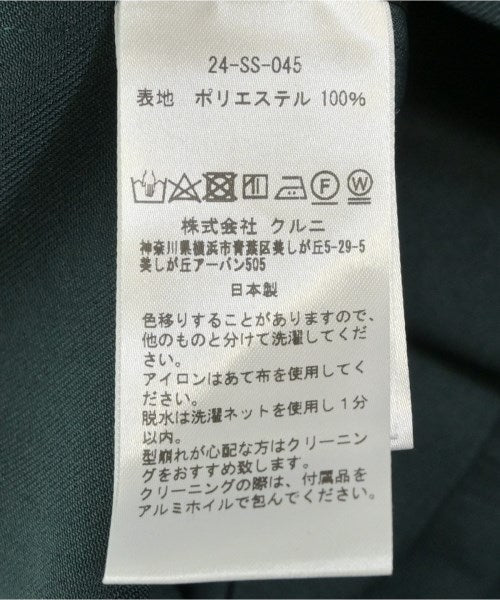 24-SS-045
表地 ポリエステル 100%
F W
株式会社 クルニ
神奈川県横浜市青葉区美しが丘5-29-5
美しが丘アーバン505
日本製
色移りすることがありますので、
他のものと分けて洗濯してくだ
さい。
アイロンはあて布を使用してく
ださい。
脱水は洗濯ネットを使用し1分
以内。
型崩れが心配な方はクリーニン
グをおすすめ致します。
クリーニングの際は、付属品を
アルミホイルで包んでください。